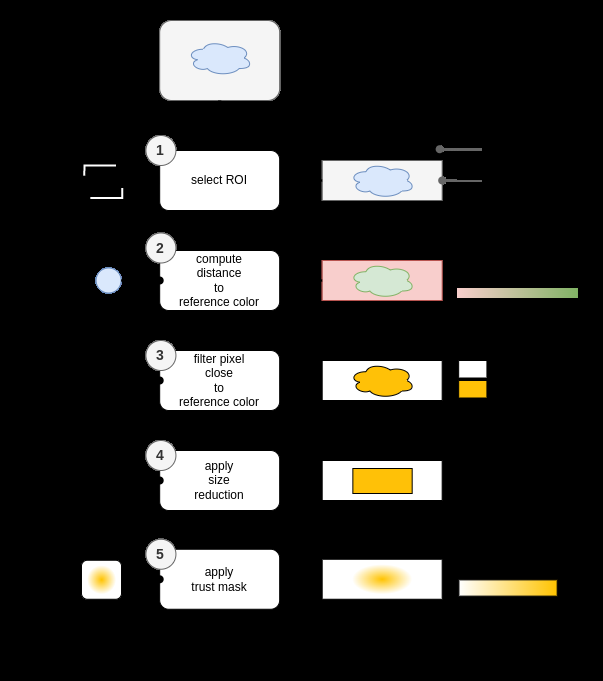 1
select ROI
2
compute
distance
to
reference color
3
filter pixel
close
to
reference color
4
apply
size
reduction
5
apply
trust mask